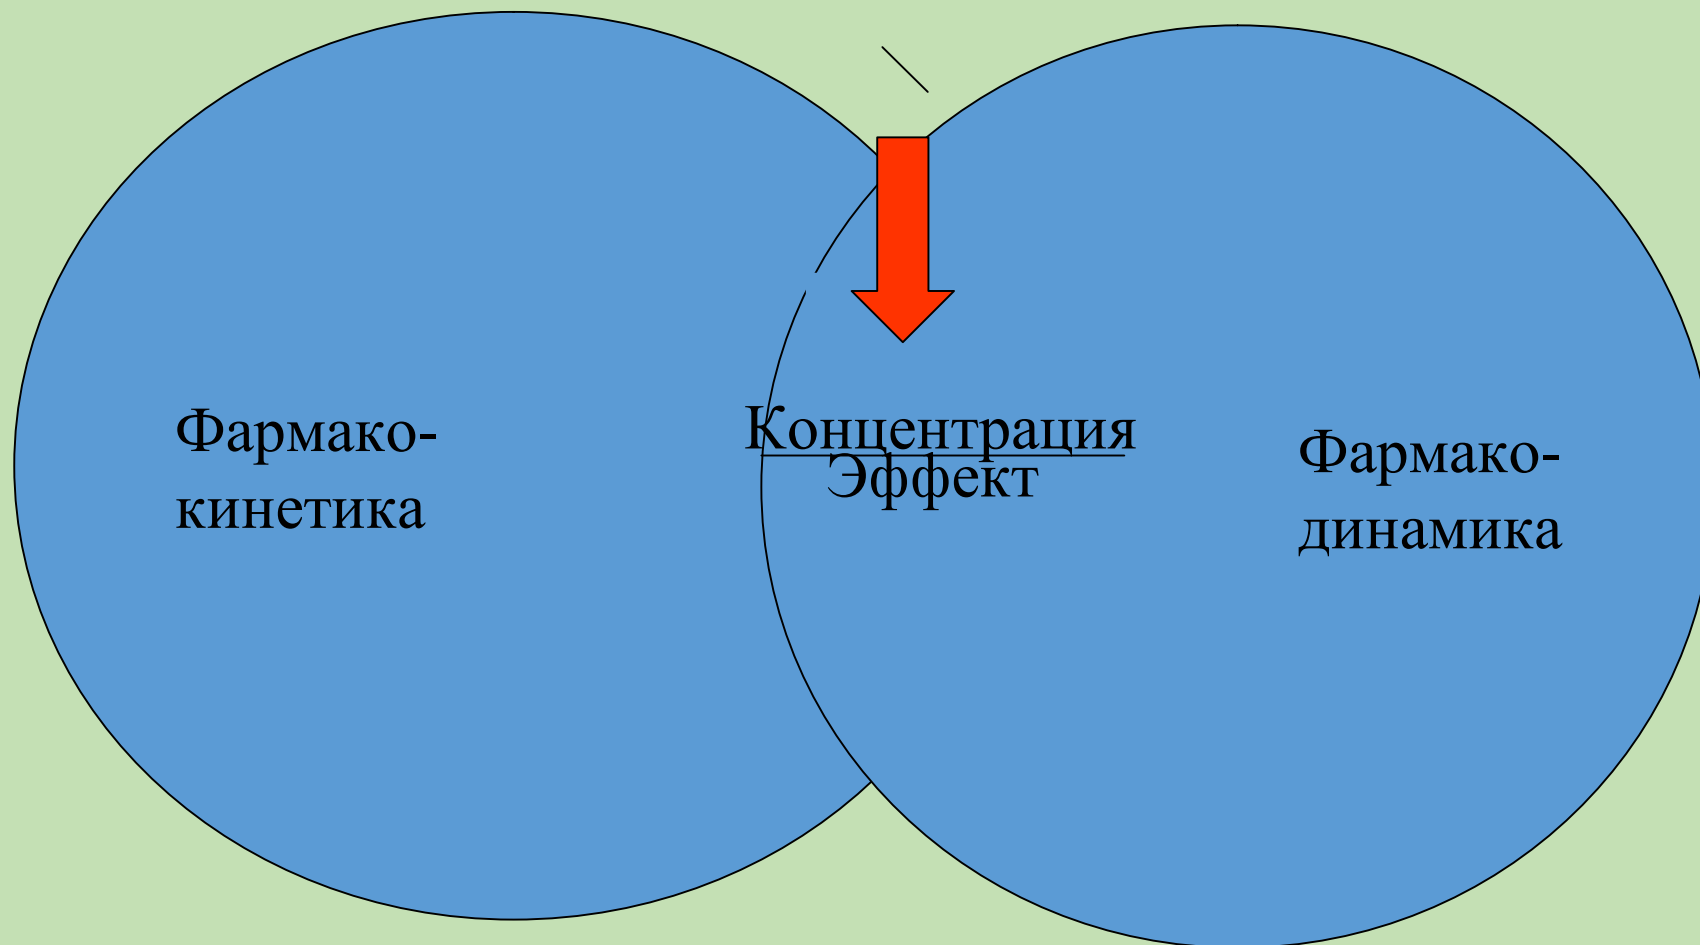 Фармако-
кинетика
Концентрация
Эффект
Фармако-
динамика